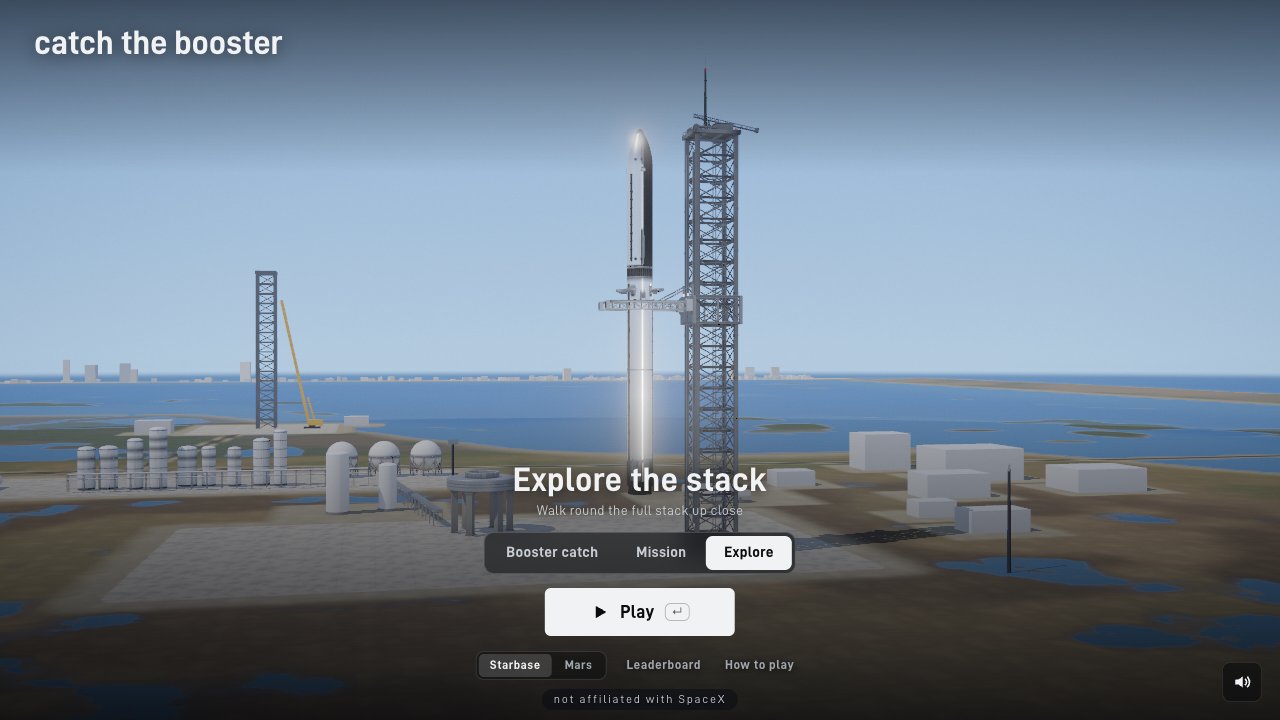 catch the booster
Explore the stack
Walk round the full stack up close
Booster catch Mission Explore
Play
Starbase Mars Leaderboard How to play
not affiliated with SpaceX